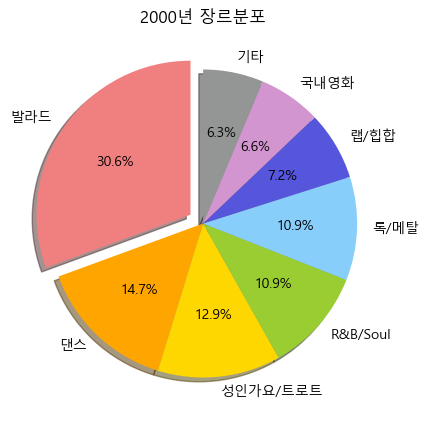 2000년 장르분포
기타
국내영화
랩/힙합
록/메탈
R&B/Soul
성인가요/트로트
댄스
발라드
6.3%
6.6%
7.2%
10.9%
10.9%
12.9%
14.7%
30.6%